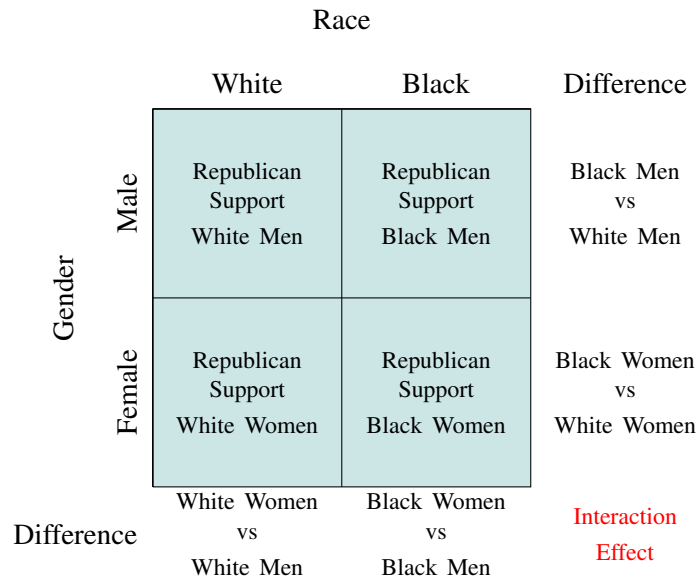 Race
White Black Difference
Gender
Male
Republican
Support
White Men
Republican
Support
Black Men
Black Men
vs
White Men
Female
Republican
Support
White Women
Republican
Support
Black Women
Black Women
vs
White Women
Difference
White Women
vs
White Men
Black Women
vs
Black Men
Interaction
Effect